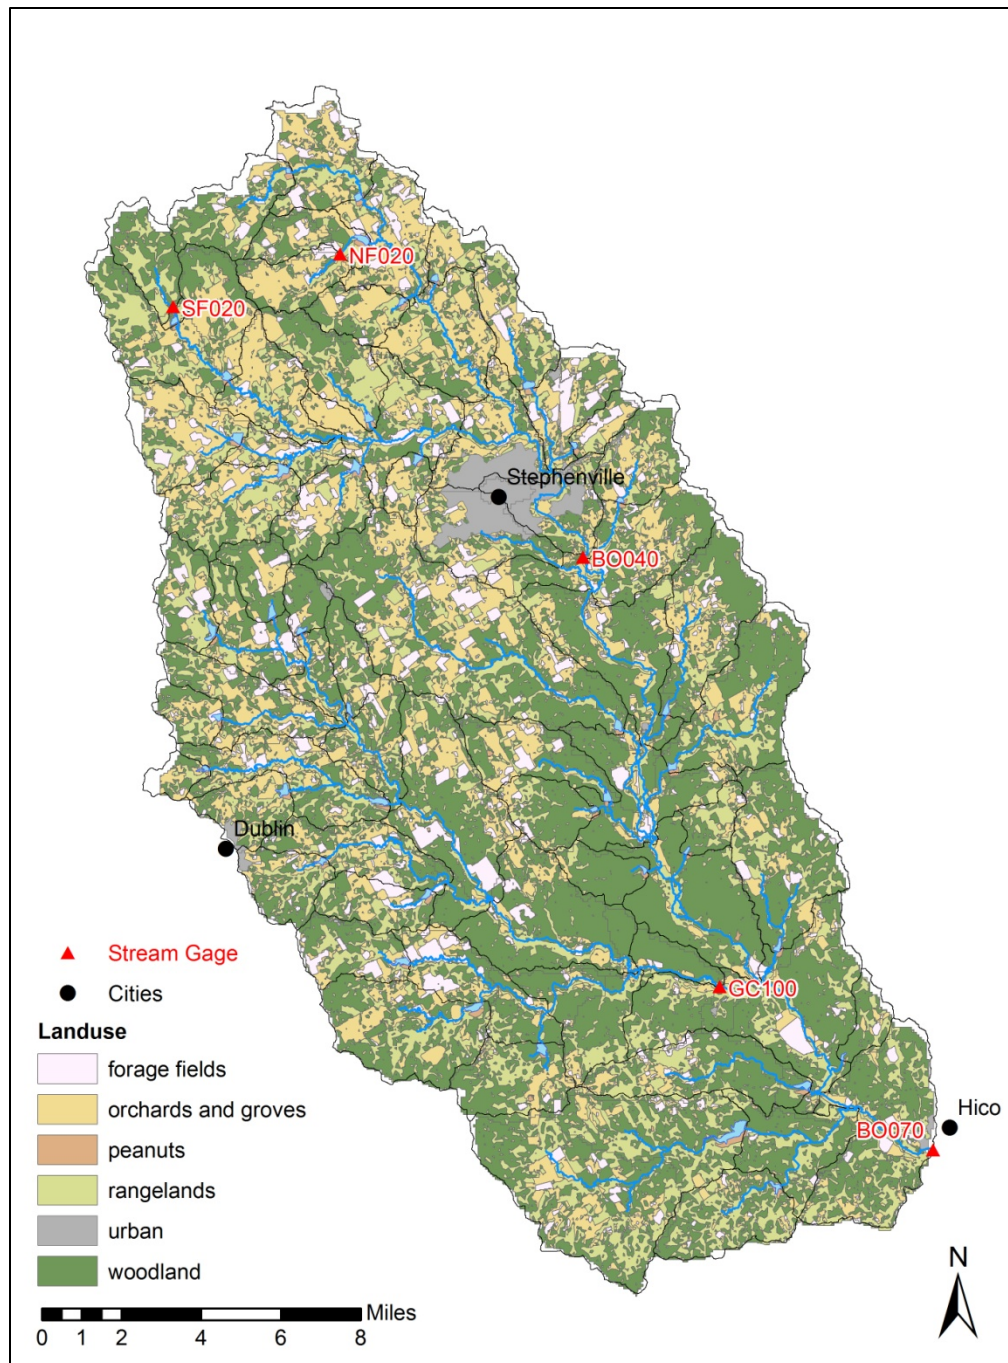 NF020
SF020
Stephenville
BO040
Dublin
Stream Gage
GC100
Cities
Landuse
forage fields
orchards and groves
Hico
BO070
peanuts
rangelands
urban
woodland
N
Miles
0 1 2 4 6 8